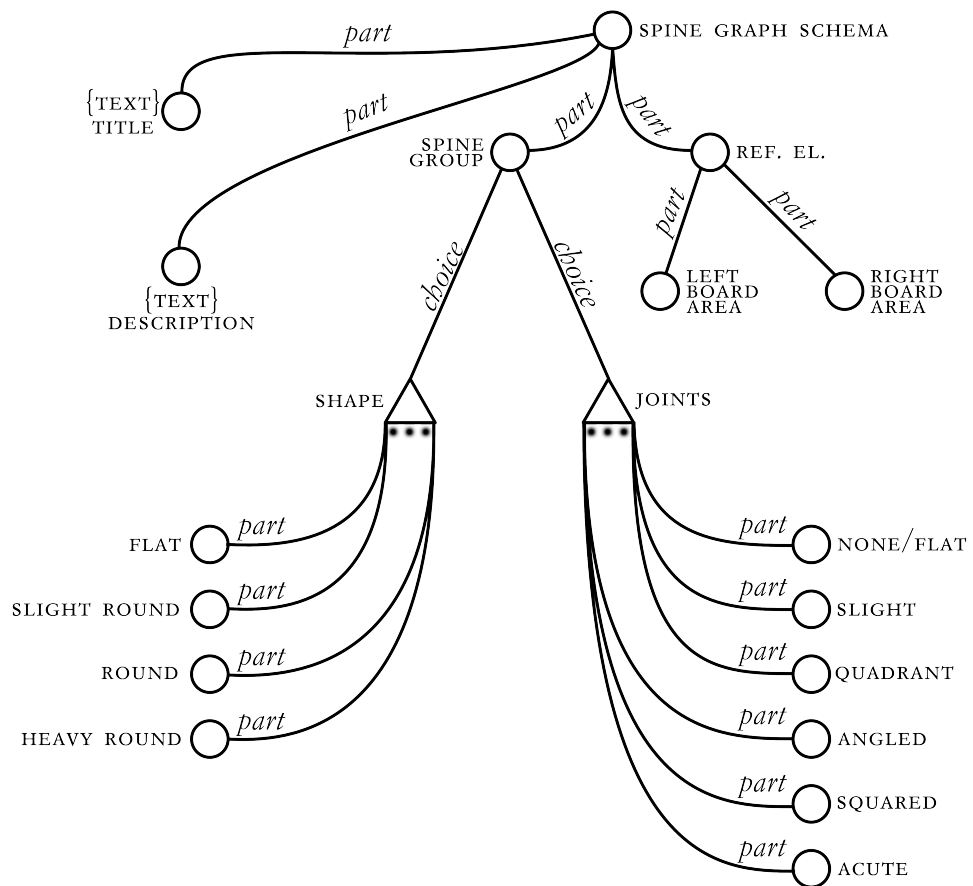 part
SPINE GRAPH SCHEMA
{TEXT}
TITLE
part
part
part
SPINE
GROUP
REF. EL.
part
part
choice
choice
LEFT
BOARD
AREA
RIGHT
BOARD
AREA
{TEXT}
DESCRIPTION
SHAPE
JOINTS
part
FLAT
part
NONE/FLAT
part
SLIGHT ROUND
part
SLIGHT
part
ROUND
part
QUADRANT
part
HEAVY ROUND
part
ANGLED
part
SQUARED
part
ACUTE